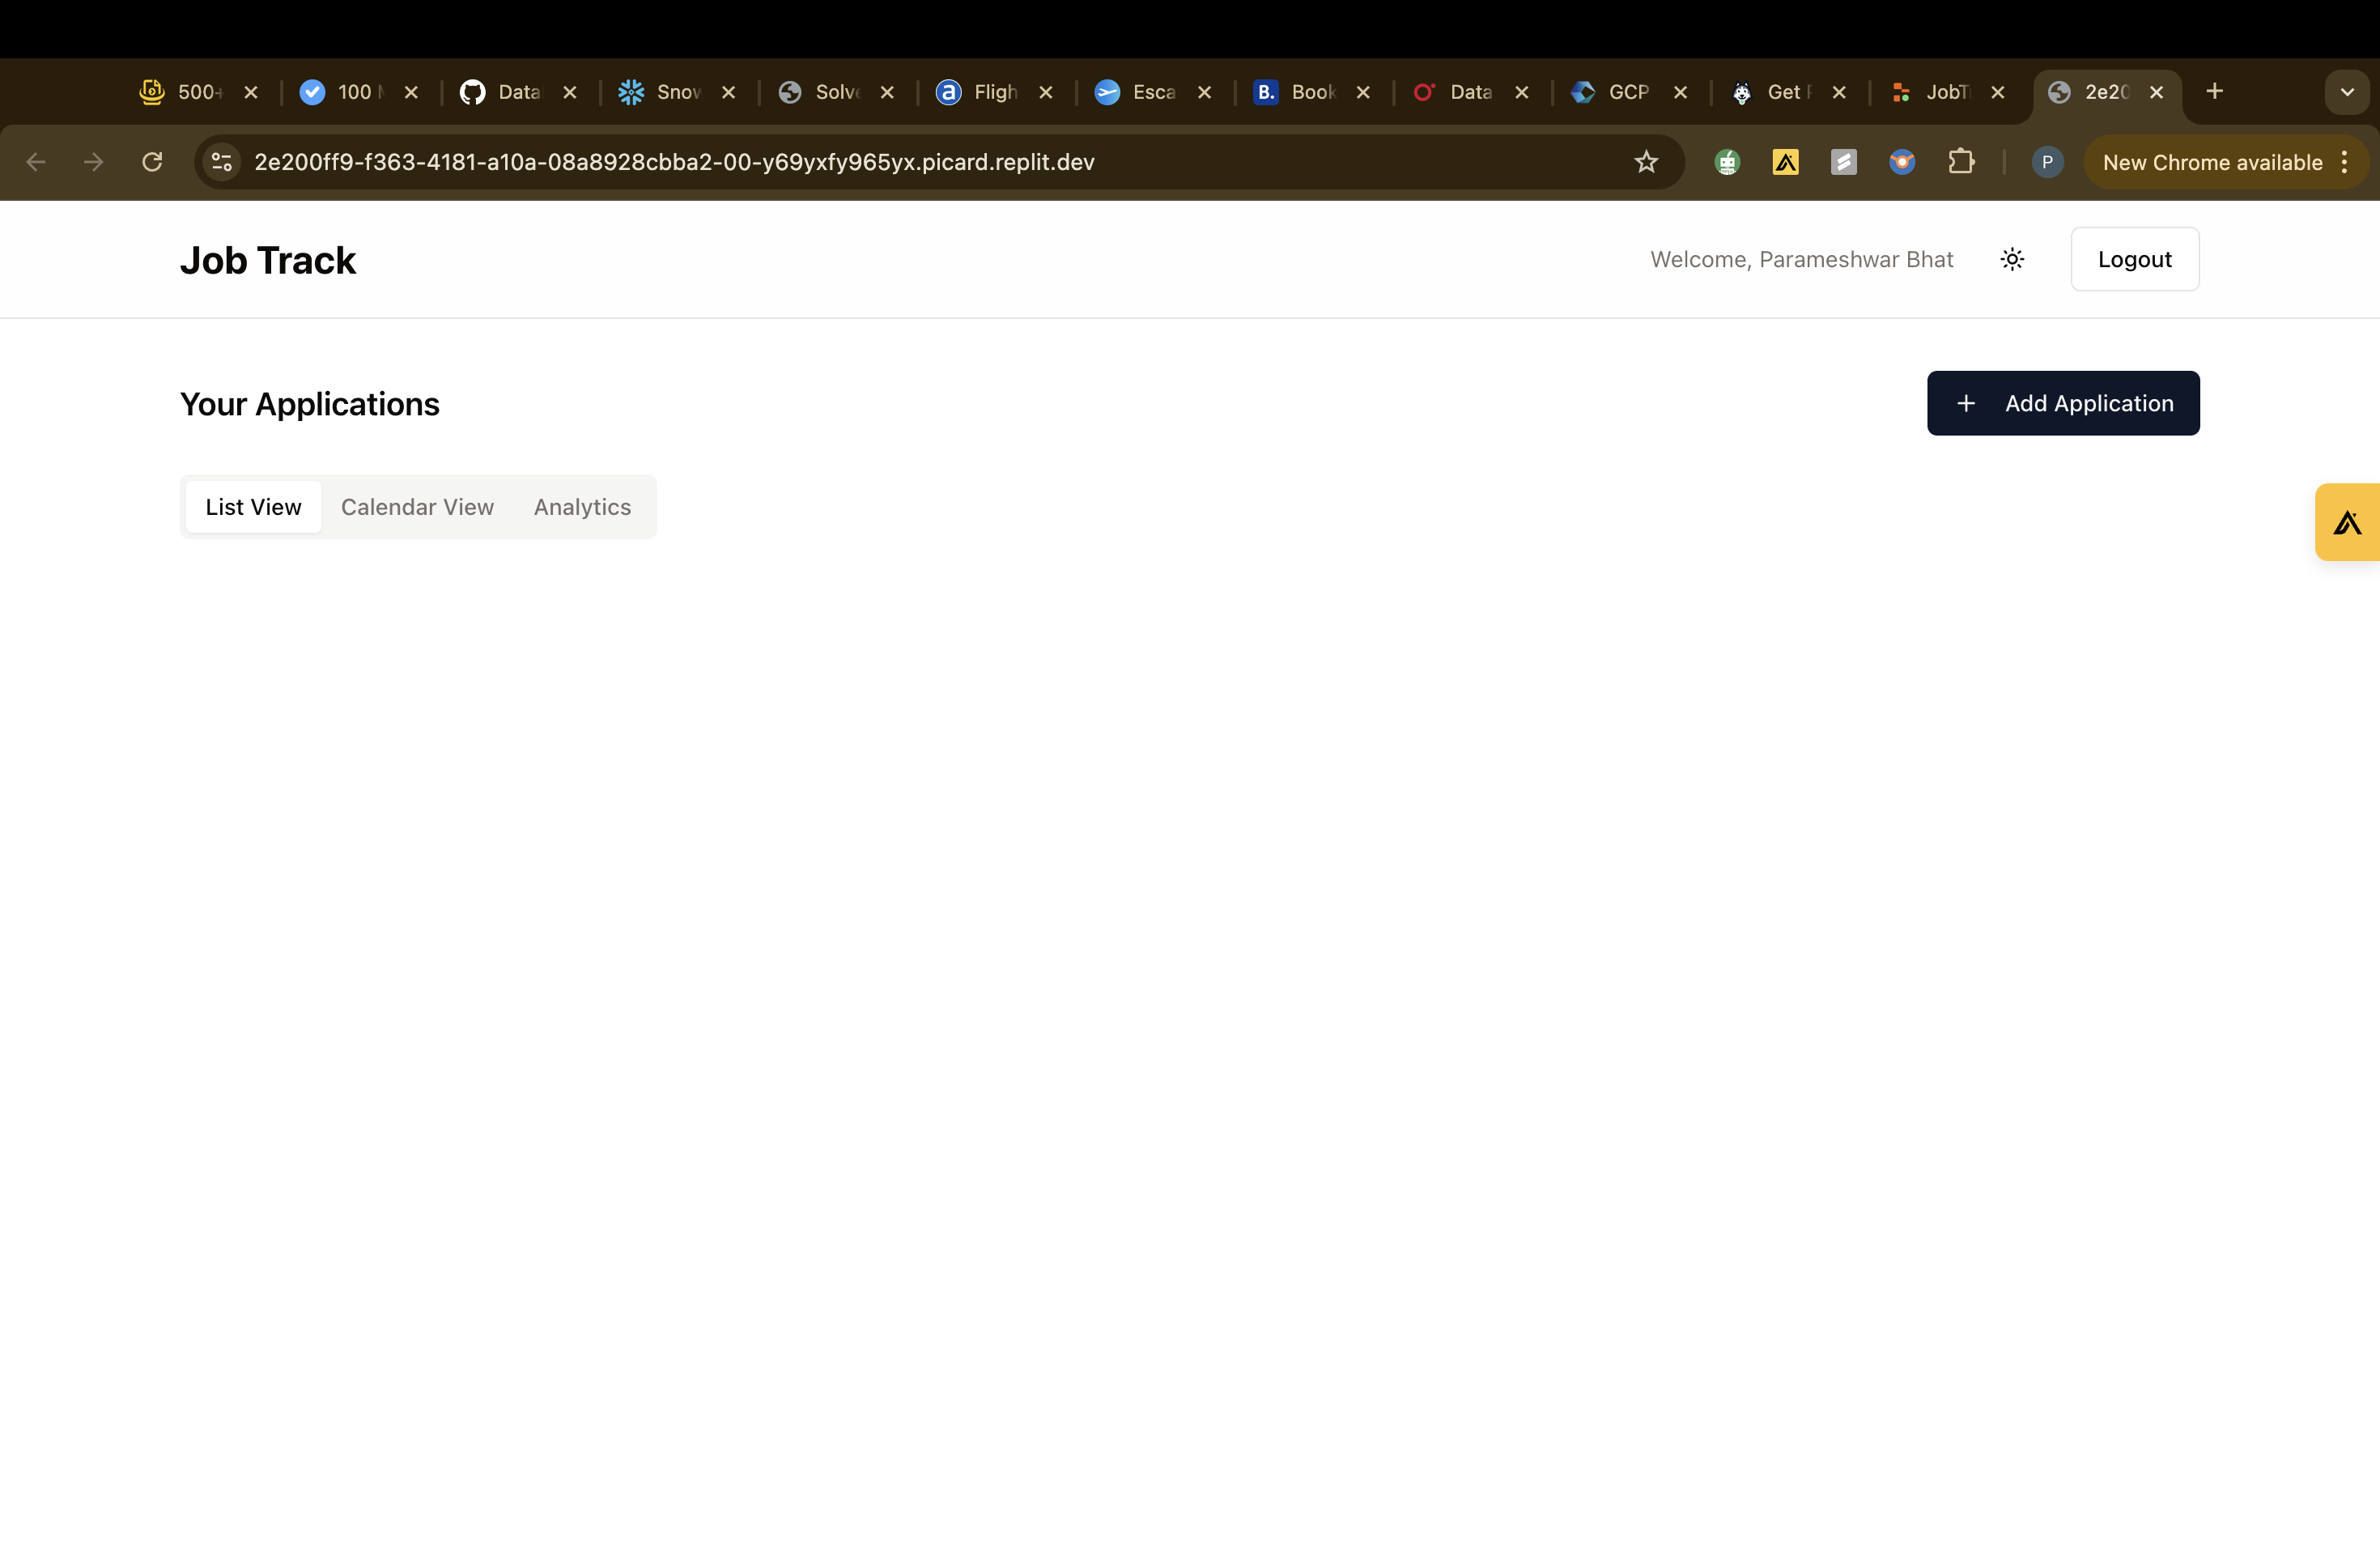 500+ 100 Data Snow Solve Fligh Esca Book Data GCP Get JobT 2e20
2e200ff9-f363-4181-a10a-08a8928cbba2-00-y69yxfy965yx.picard.replit.dev P New Chrome available
Job Track Welcome, Parameshwar Bhat Logout
Your Applications + Add Application
List View Calendar View Analytics